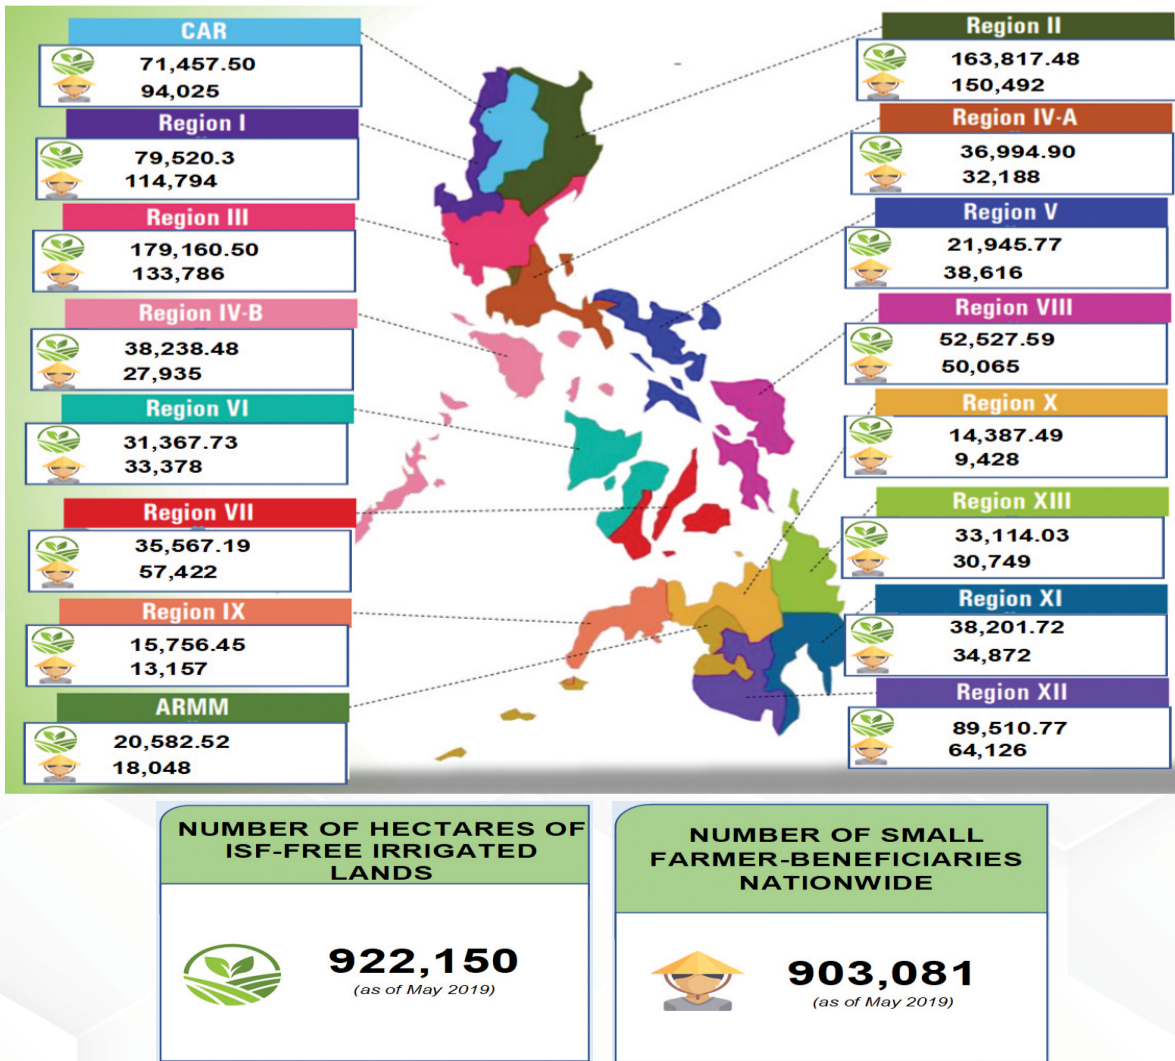 CAR
71,457.50
94,025
Region I
79,520.3
114,794
Region III
179,160.50
133,786
Region IV-B
38,238.48
27,935
Region VI
31,367.73
33,378
Region VII
35,567.19
57,422
Region IX
15,756.45
13,157
ARMM
20,582.52
18,048
Region II
163,817.48
150,492
Region IV-A
36,994.90
32,188
Region V
21,945.77
38,616
Region VIII
52,527.59
50,065
Region X
14,387.49
9,428
Region XIII
33,114.03
30,749
Region XI
38,201.72
34,872
Region XII
89,510.77
64,126
NUMBER OF HECTARES OF
ISF-FREE IRRIGATED
LANDS
922,150
(as of May 2019)
NUMBER OF SMALL
FARMER-BENEFICIARIES
NATIONWIDE
903,081
(as of May 2019)